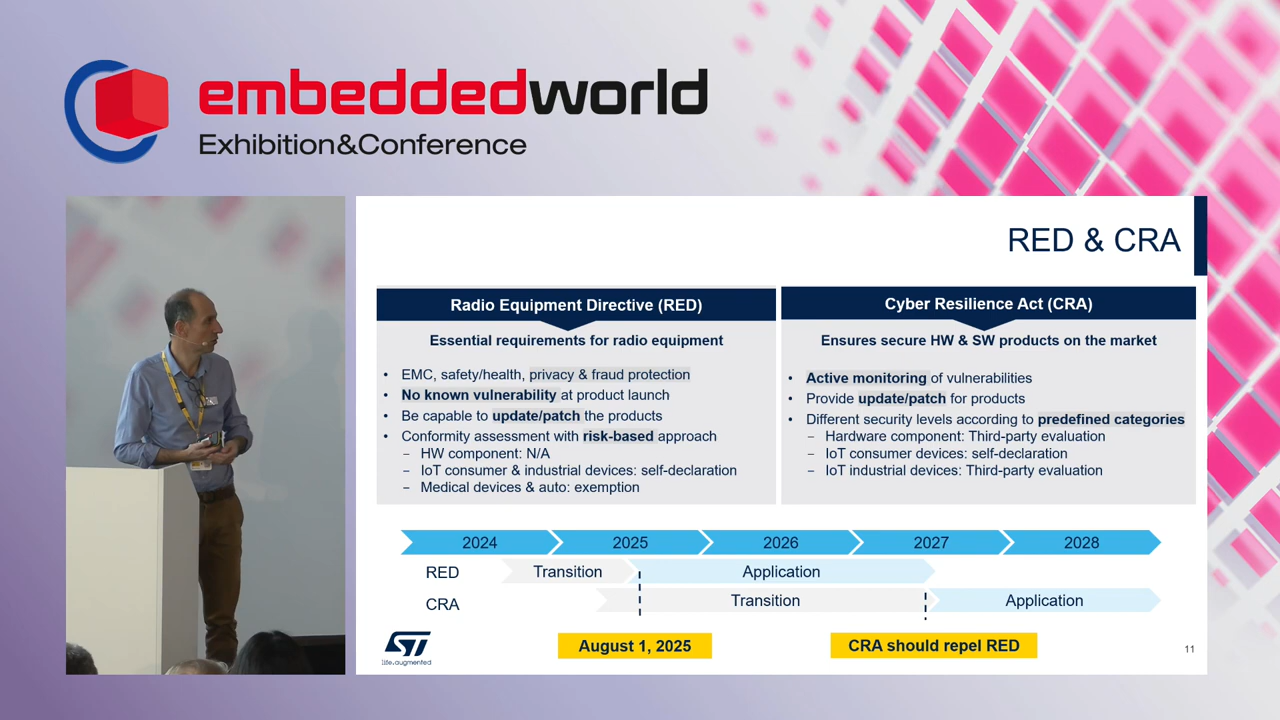 embeddedworld
Exhibition&Conference
RED & CRA
Radio Equipment Directive (RED)
Essential requirements for radio equipment
• EMC, safety/health, privacy & fraud protection
• No known vulnerability at product launch
• Be capable to update/patch the products
• Conformity assessment with risk-based approach
– HW component: N/A
– IoT consumer & industrial devices: self-declaration
– Medical devices & auto: exemption
Cyber Resilience Act (CRA)
Ensures secure HW & SW products on the market
• Active monitoring of vulnerabilities
• Provide update/patch for products
• Different security levels according to predefined categories
– Hardware component: Third-party evaluation
– IoT consumer devices: self-declaration
– IoT industrial devices: Third-party evaluation
2024 2025 2026 2027 2028
RED Transition Application
CRA Transition Application
August 1, 2025 CRA should repel RED
ST
life.augmented
11